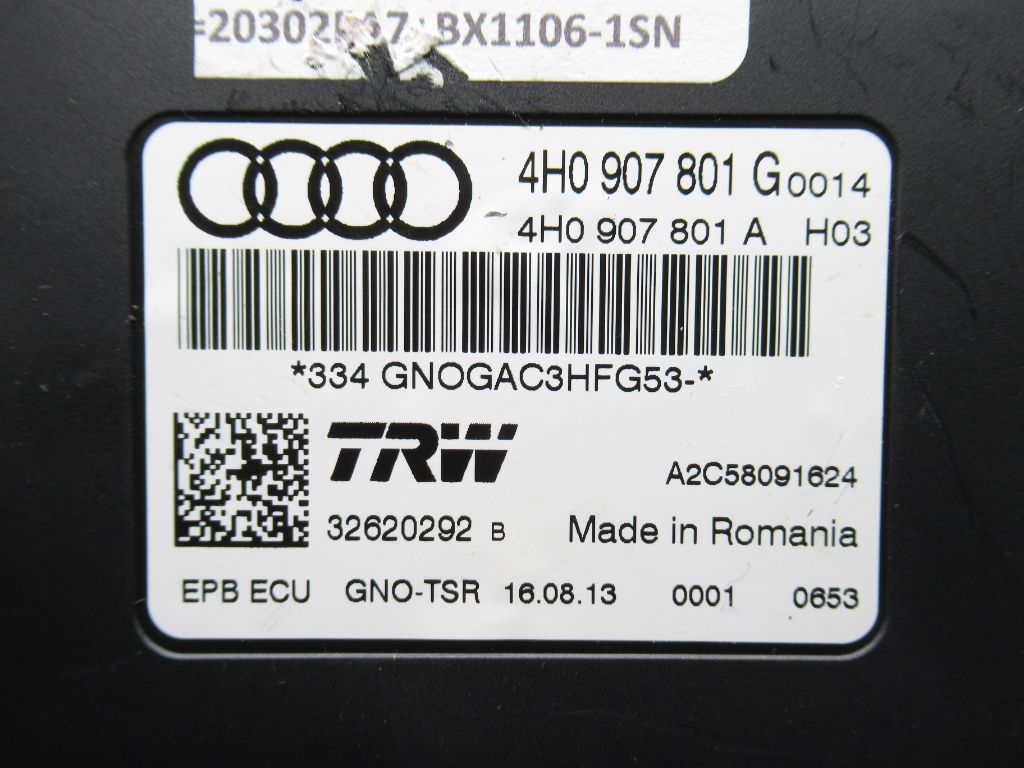 BX1106-1SN
4H0 907 801 G 0014
4H0 907 801 A H03
*334 GNOGAC3HFG53-*
TRW
A2C58091624
32620292 B Made in Romania
EPB ECU GNO-TSR 16.08.13 0001 0653